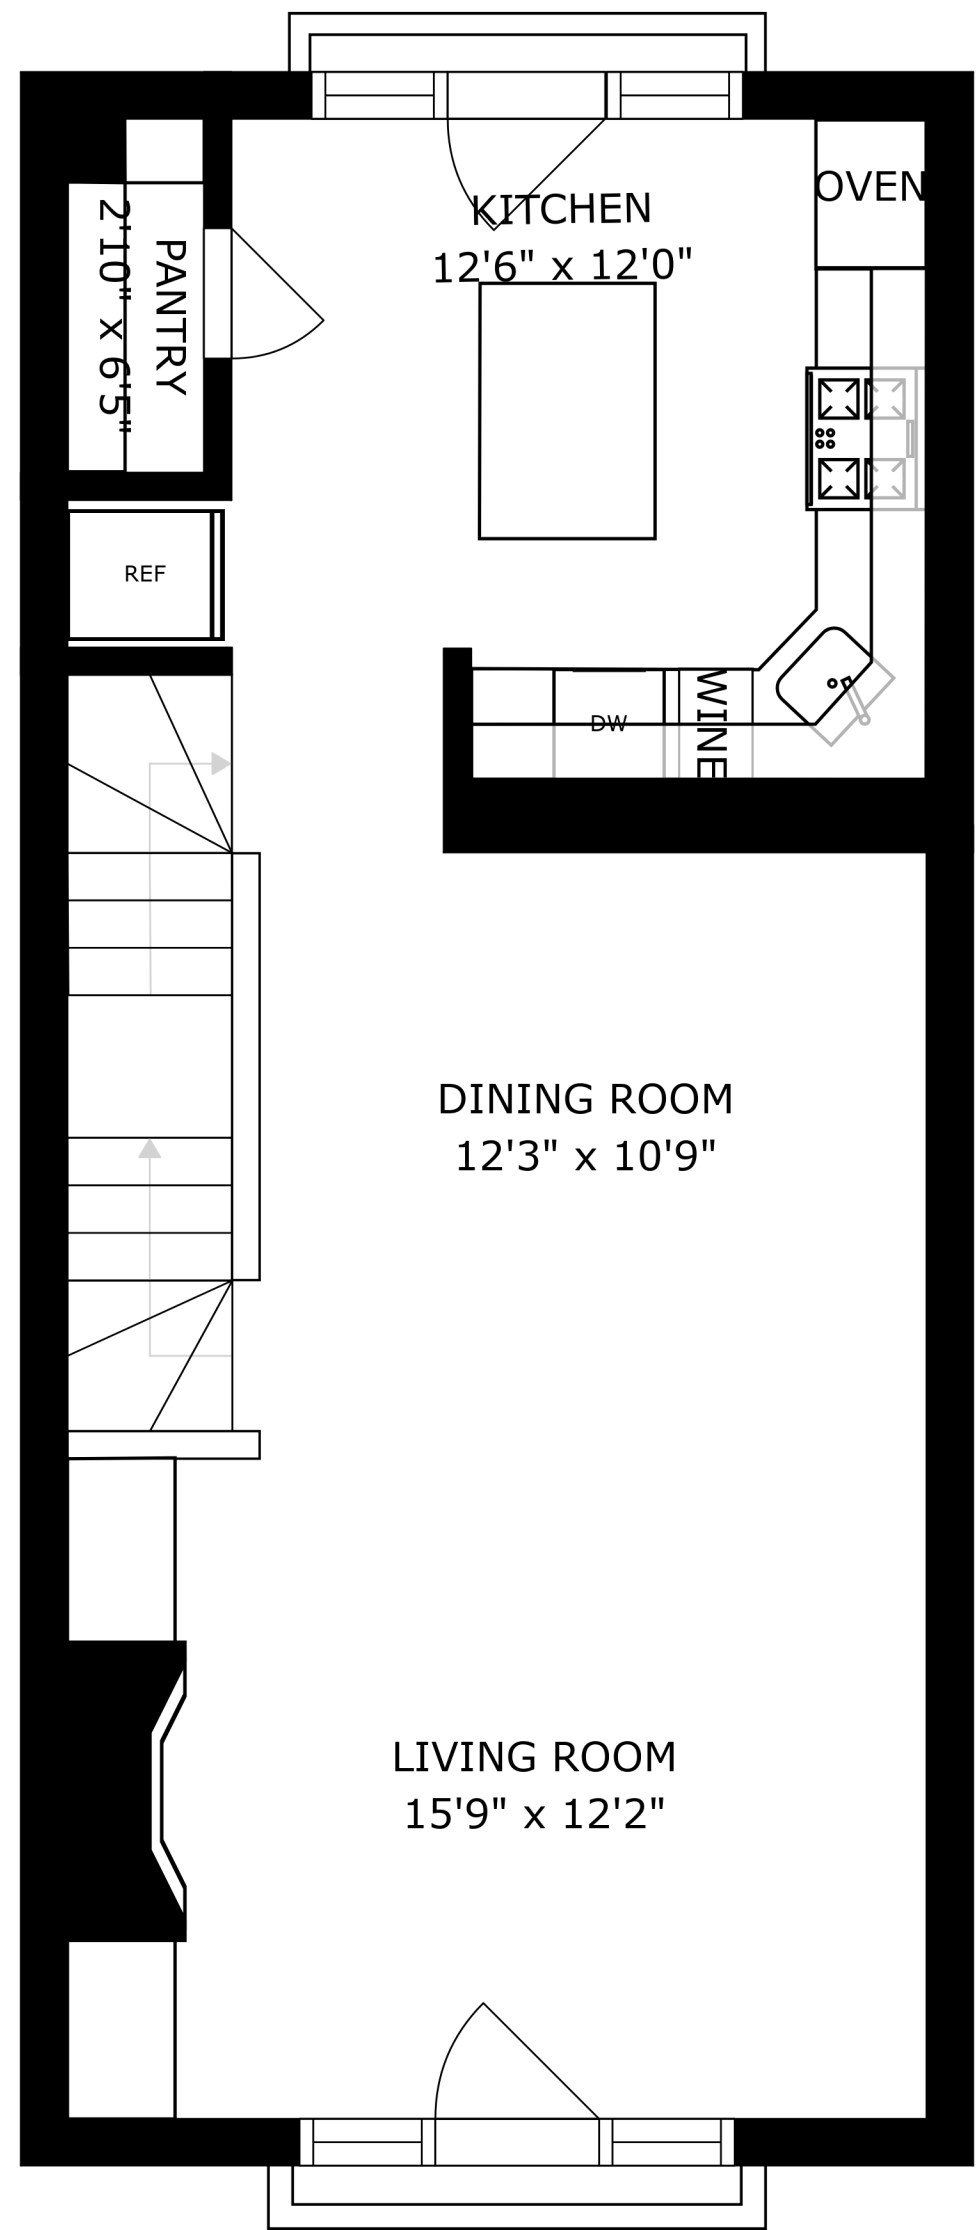 KITCHEN
12'6" x 12'0"
OVEN
PANTRY
2'10" x 6'5"
REF
DW
WINE
DINING ROOM
12'3" x 10'9"
LIVING ROOM
15'9" x 12'2"